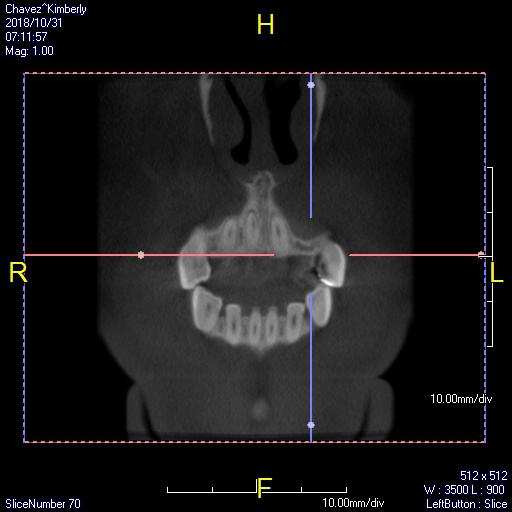 Chavez^Kimberly
2018/10/31
07:11:57
Mag: 1.00
H
R
L
10.00mm/div
F
10.00mm/div
512 x 512
W : 3500 L : 900
SliceNumber 70
LeftButton : Slice